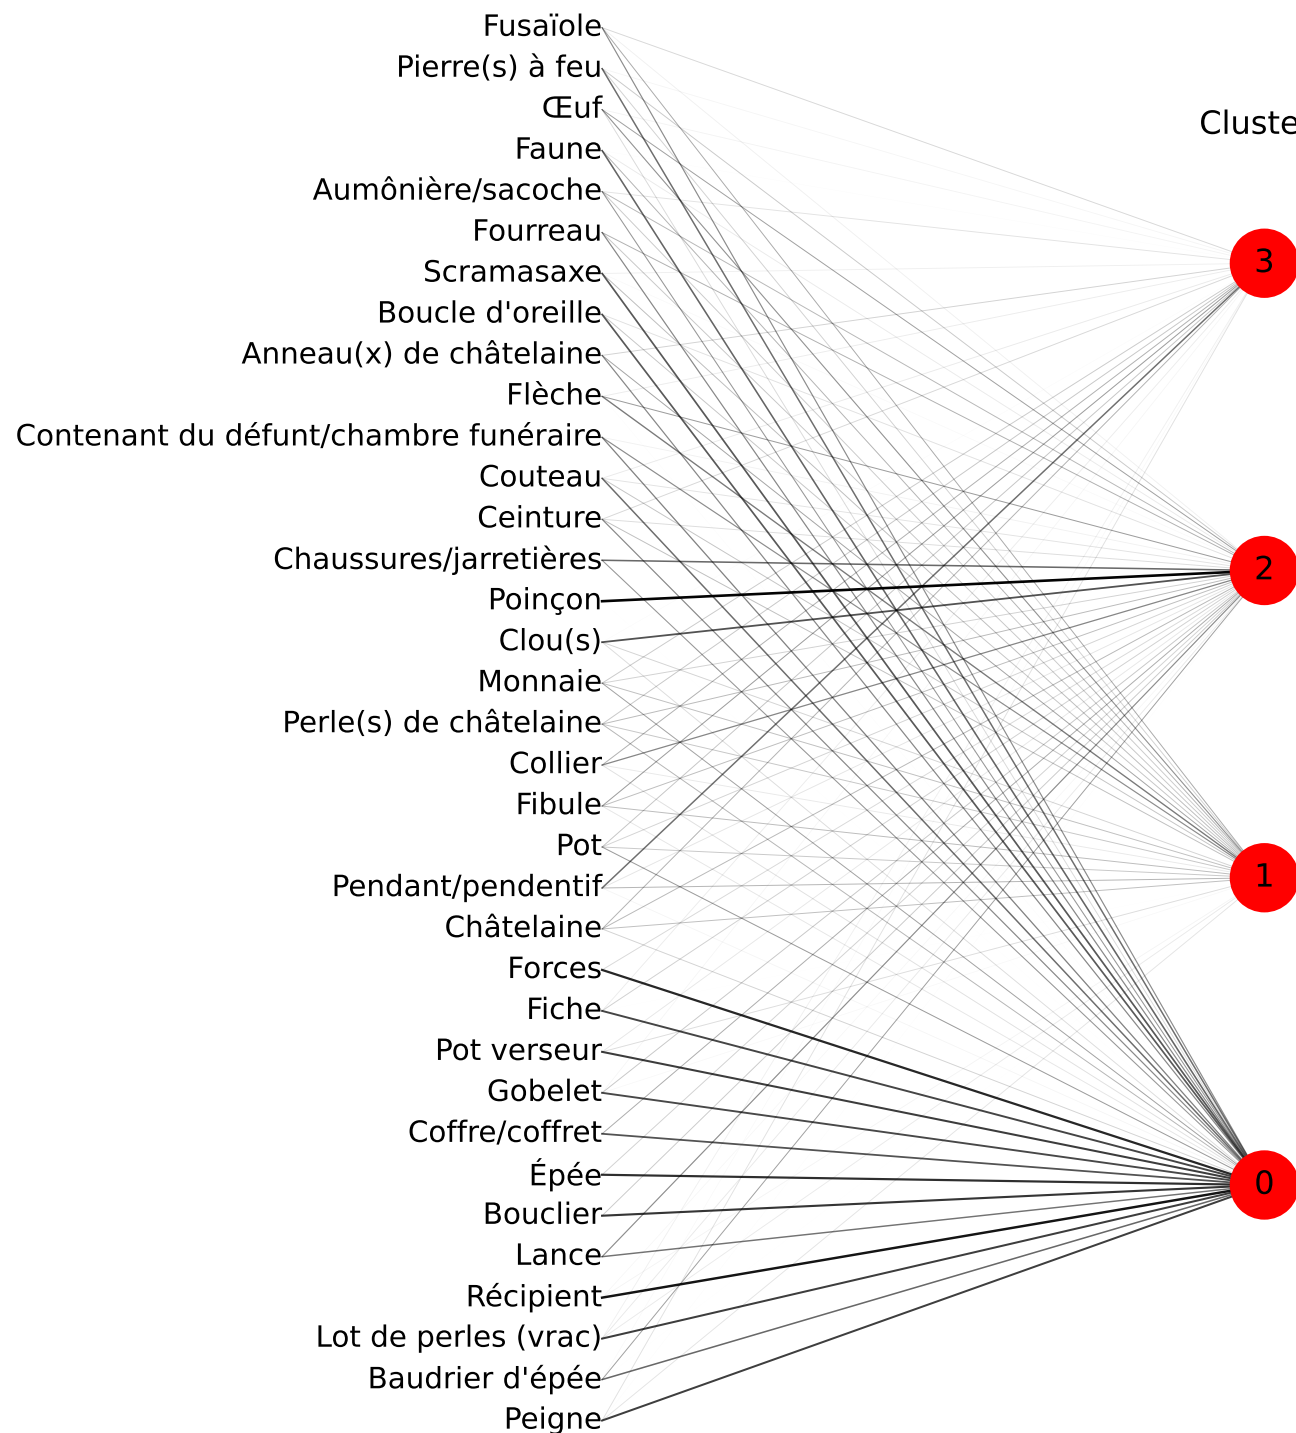 Fusaïole
Pierre(s) à feu
Œuf
Cluste
Faune
Aumônière/sacoche
Fourreau
3
Scramasaxe
Boucle d'oreille
Anneau(x) de châtelaine
Flèche
Contenant du défunt/chambre funéraire
Couteau
Ceinture
Chaussures/jarretières
2
Poinçon
Clou(s)
Monnaie
Perle(s) de châtelaine
Collier
Fibule
Pot
1
Pendant/pendentif
Châtelaine
Forces
Fiche
Pot verseur
Gobelet
Coffre/coffret
Épée
0
Bouclier
Lance
Récipient
Lot de perles (vrac)
Baudrier d'épée
Peigne